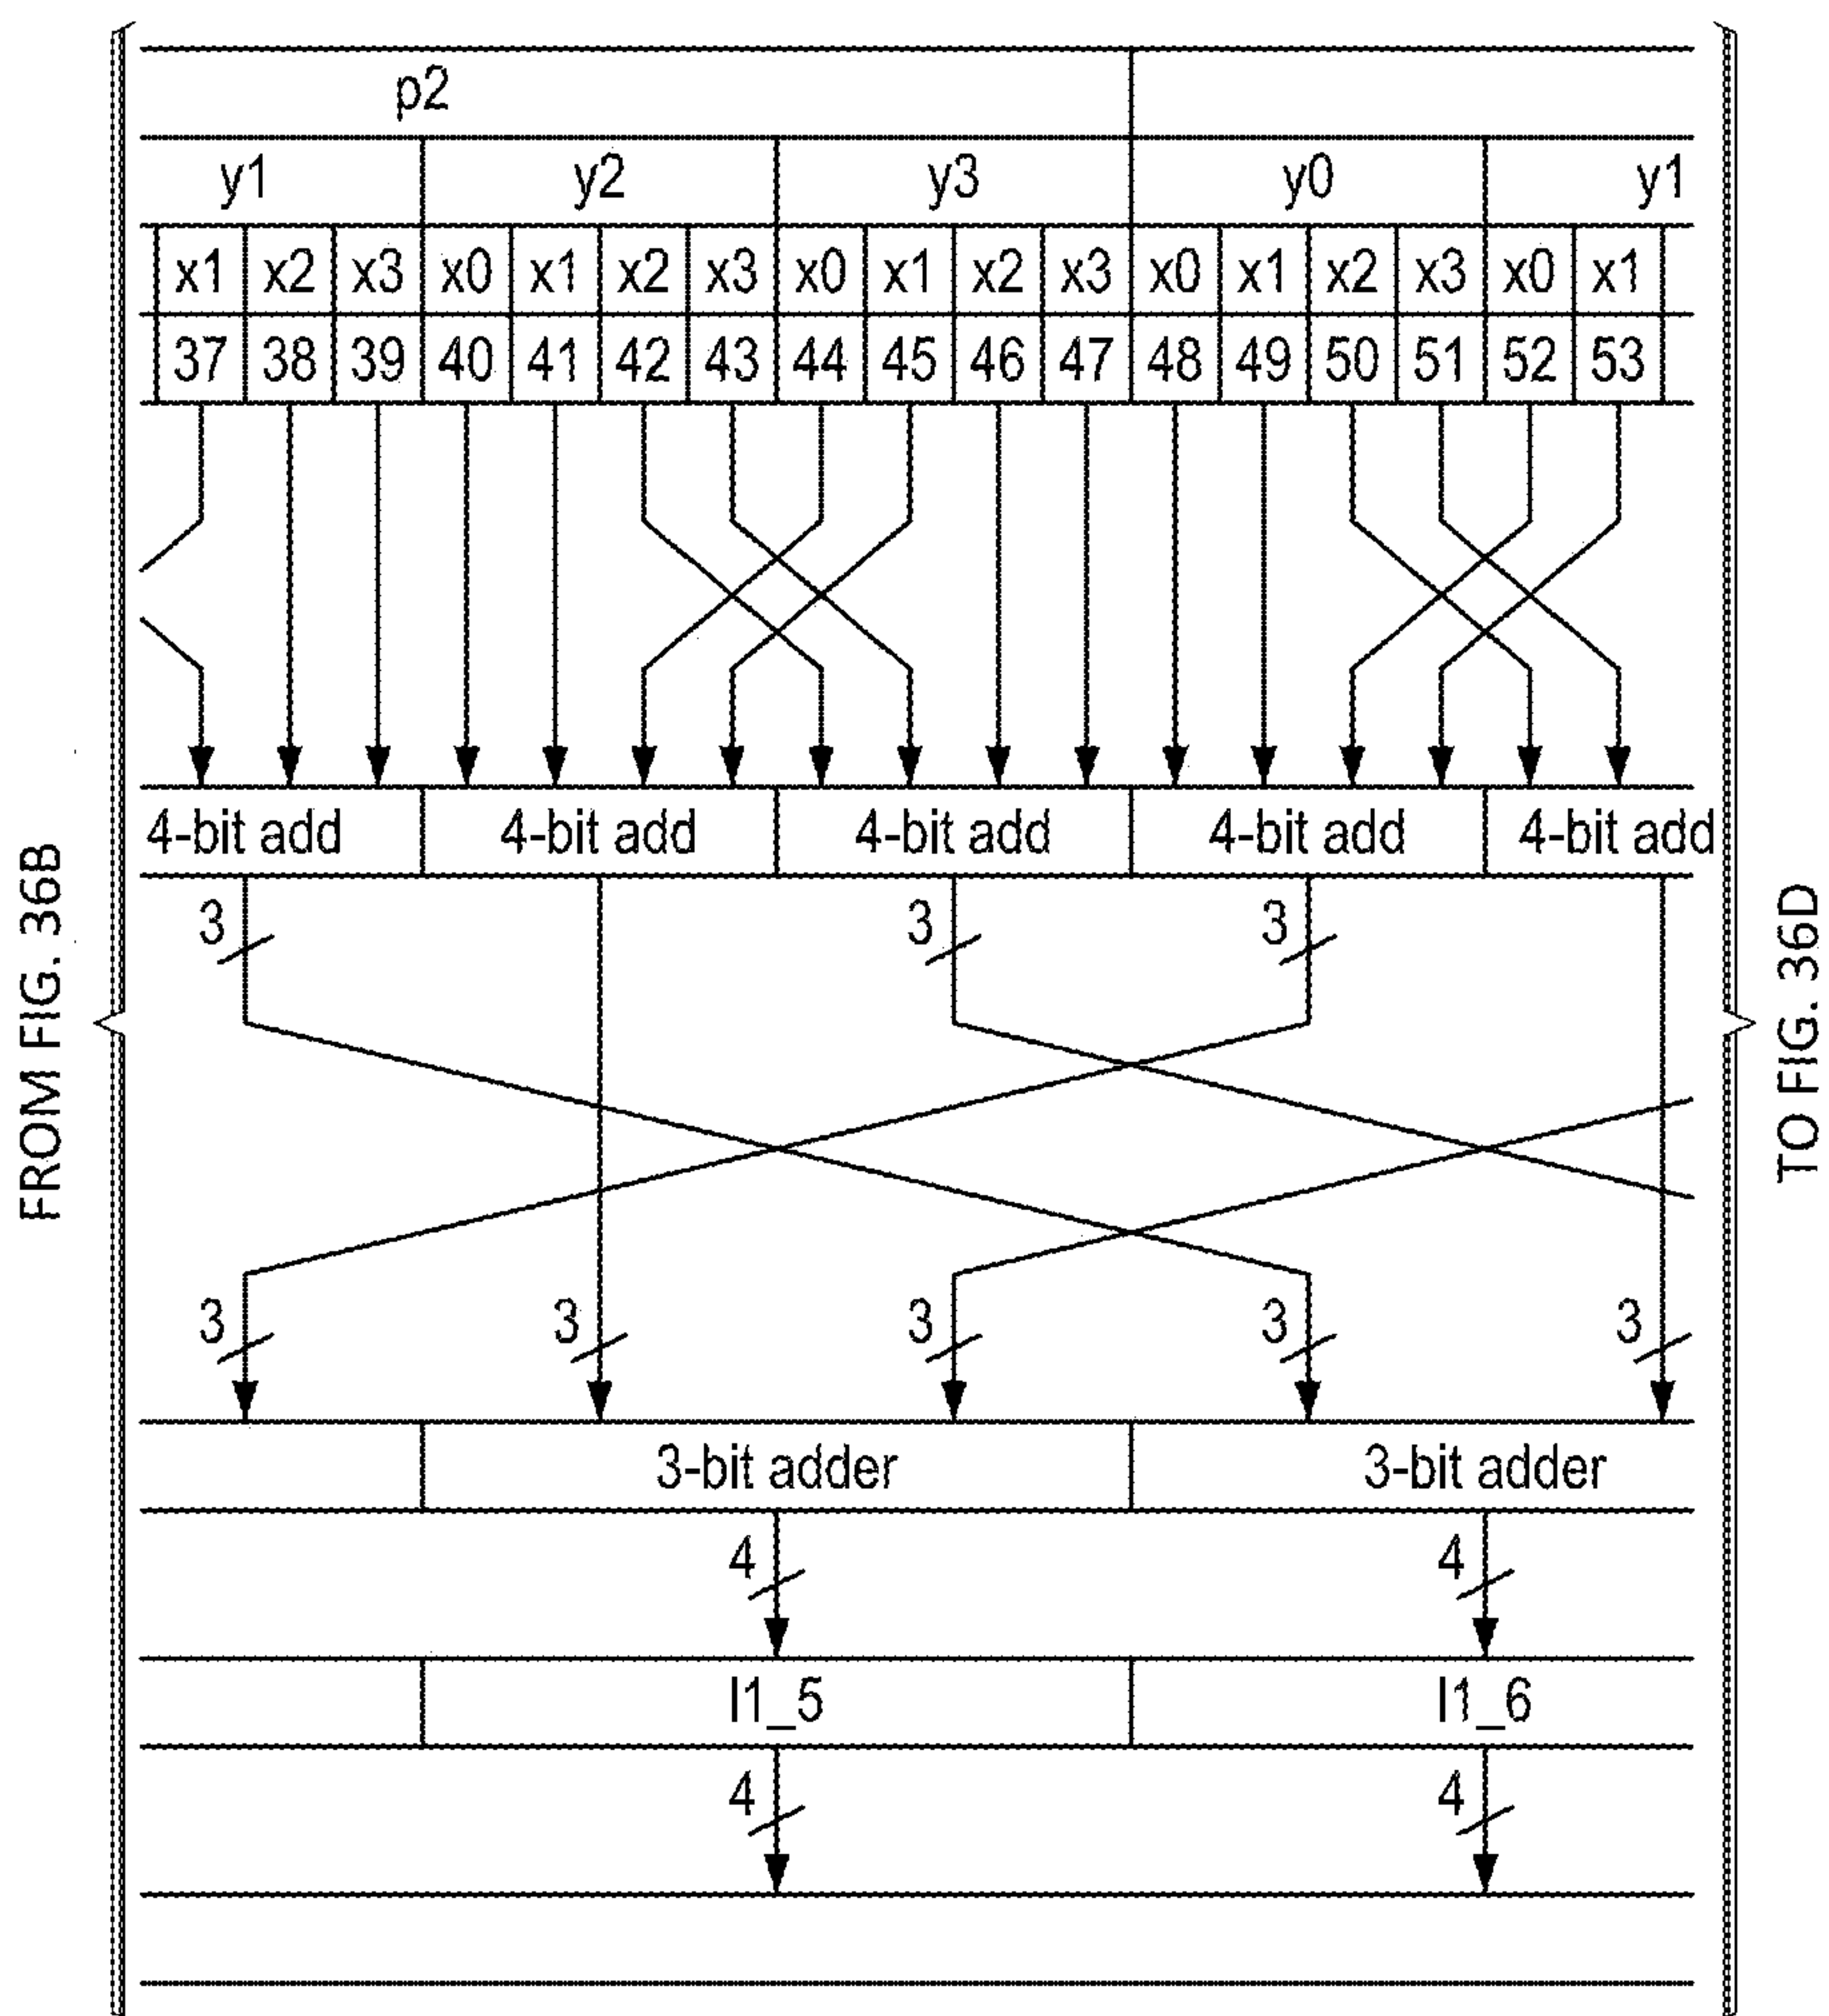 p2
y1 y2 y3 y0 y1
x1 x2 x3 x0 x1 x2 x3 x0 x1 x2 x3 x0 x1 x2 x3 x0 x1
37 38 39 40 41 42 43 44 45 46 47 48 49 50 51 52 53
4-bit add 4-bit add 4-bit add 4-bit add 4-bit add
3 3 3
FROM FIG. 36B
TO FIG. 36D
3 3 3 3 3
3-bit adder 3-bit adder
4 4
l1_5 l1_6
4 4